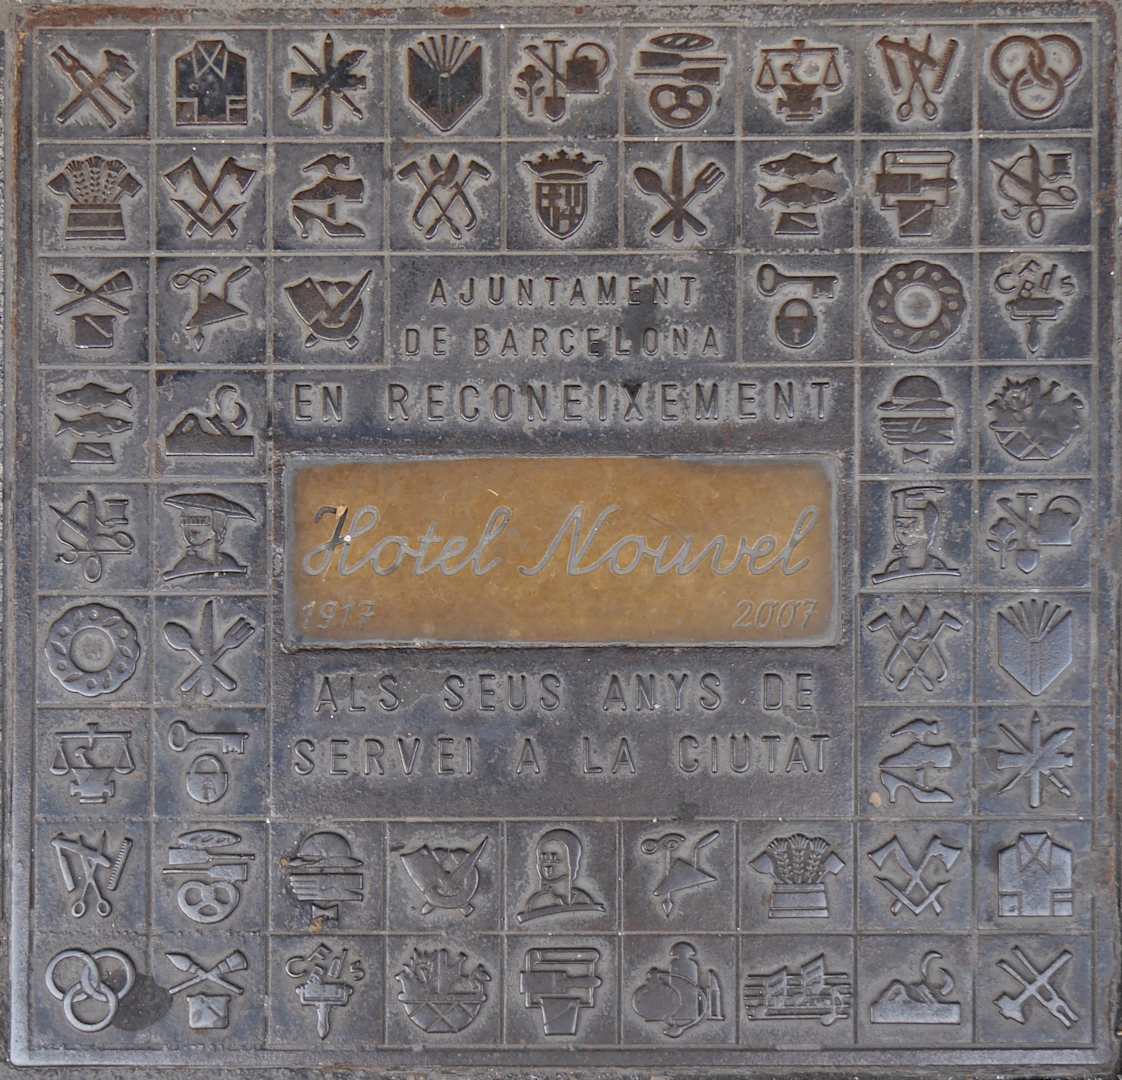 AJUNTAMENT
DE BARCELONA
EN RECONEIXEMENT
Hotel Nouvel
1917 2007
ALS SEUS ANYS DE
SERVEI A LA CIUTAT